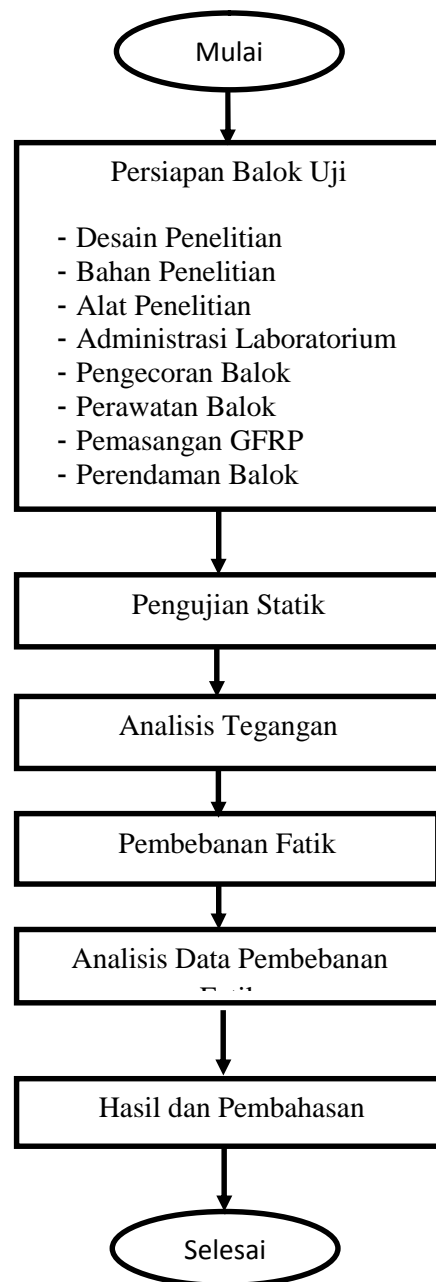 Mulai
Persiapan Balok Uji
- Desain Penelitian
- Bahan Penelitian
- Alat Penelitian
- Administrasi Laboratorium
- Pengecoran Balok
- Perawatan Balok
- Pemasangan GFRP
- Perendaman Balok
Pengujian Statik
Analisis Tegangan
Pembebanan Fatik
Analisis Data Pembebanan
Hasil dan Pembahasan
Selesai